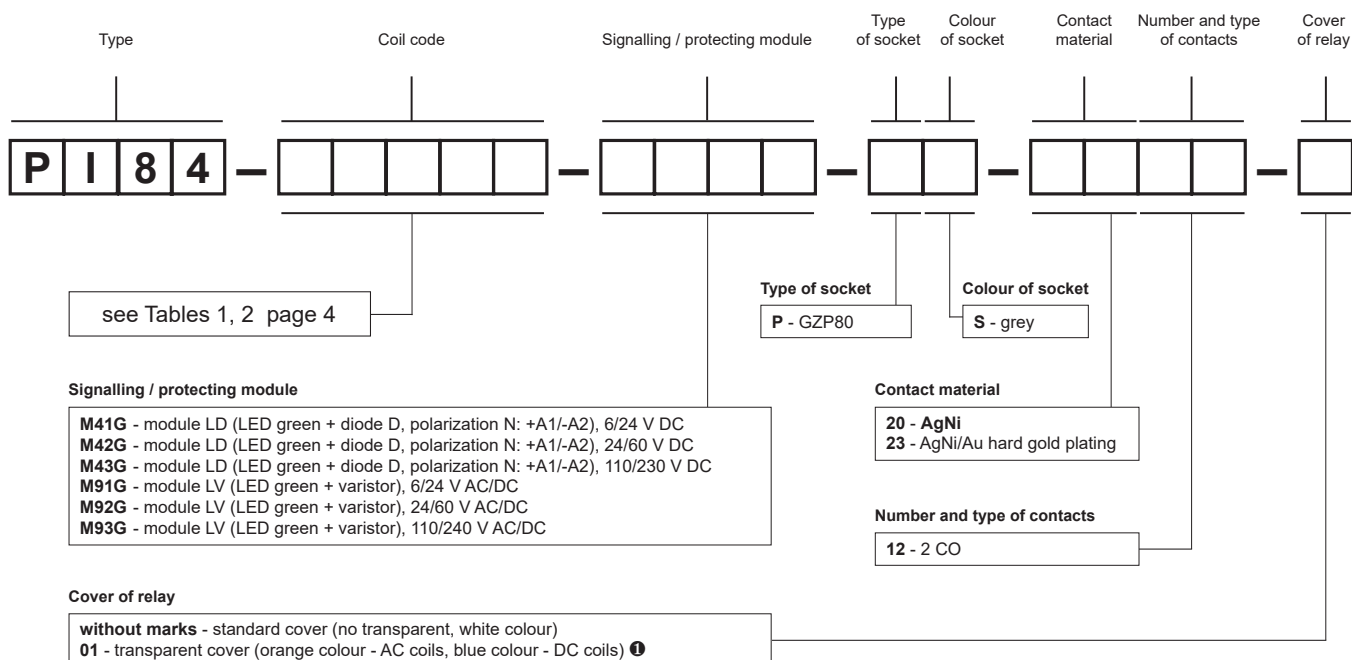 Type
Coil code
Signalling / protecting module
Type
of socket
Colour
of socket
Contact
material
Number and type
of contacts
Cover
of relay
P I 8 4 – – – – –
see Tables 1, 2 page 4
Type of socket
P - GZP80
Colour of socket
S - grey
Signalling / protecting module
M41G - module LD (LED green + diode D, polarization N: +A1/-A2), 6/24 V DC
M42G - module LD (LED green + diode D, polarization N: +A1/-A2), 24/60 V DC
M43G - module LD (LED green + diode D, polarization N: +A1/-A2), 110/230 V DC
M91G - module LV (LED green + varistor), 6/24 V AC/DC
M92G - module LV (LED green + varistor), 24/60 V AC/DC
M93G - module LV (LED green + varistor), 110/240 V AC/DC
Contact material
20 - AgNi
23 - AgNi/Au hard gold plating
Number and type of contacts
12 - 2 CO
Cover of relay
without marks - standard cover (no transparent, white colour)
01 - transparent cover (orange colour - AC coils, blue colour - DC coils) ❶